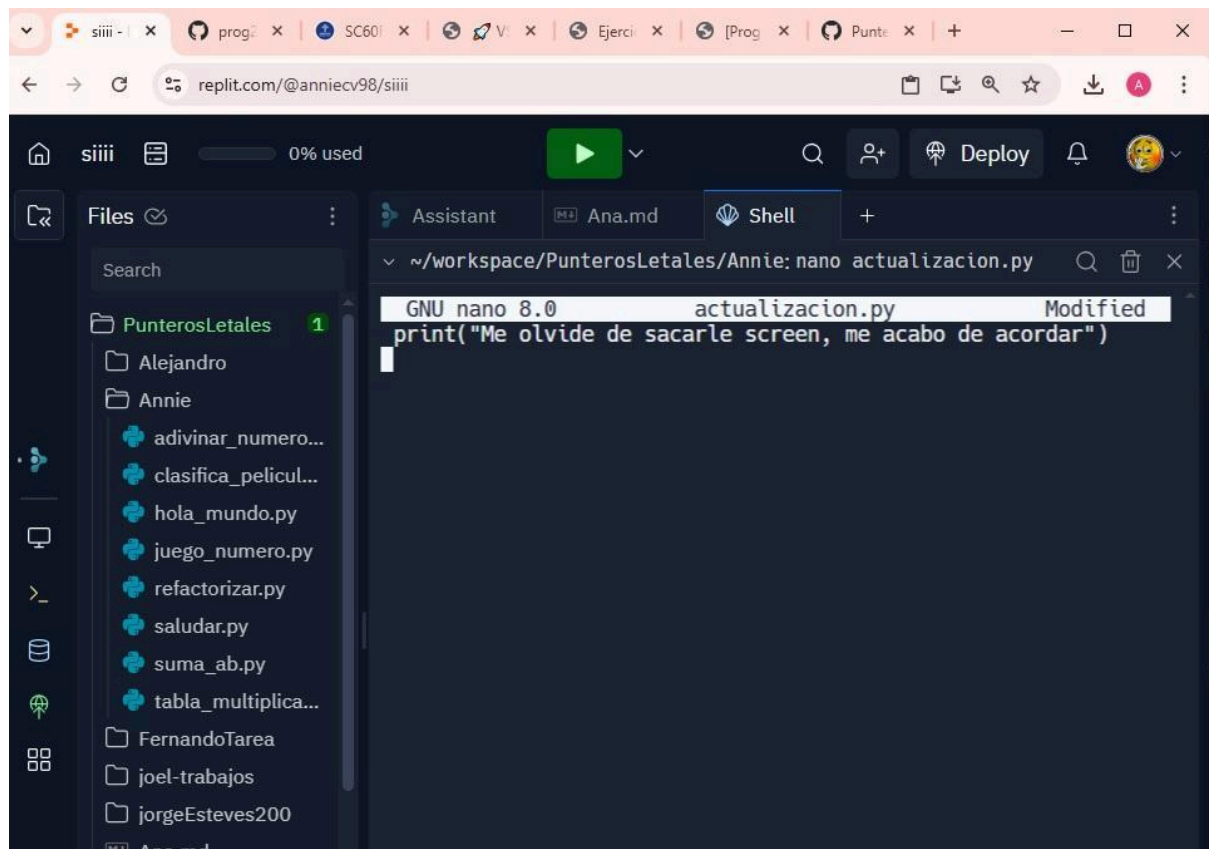 siiii -
prog2
SC60
V
Ejerci
[Prog
Punte
replit.com/@anniecv98/siiii
A
siiii
0% used
Deploy
Files
Assistant
Ana.md
Shell
Search
~/workspace/PunterosLetales/Annie: nano actualizacion.py
GNU nano 8.0 actualizacion.py Modified
print("Me olvide de sacarle screen, me acabo de acordar")
PunterosLetales 1
Alejandro
Annie
adivinar_numero...
clasifica_pelicul...
hola_mundo.py
juego_numero.py
refactorizar.py
saludar.py
suma_ab.py
tabla_multiplica...
FernandoTarea
joel-trabajos
jorgeEsteves200
Ana.md